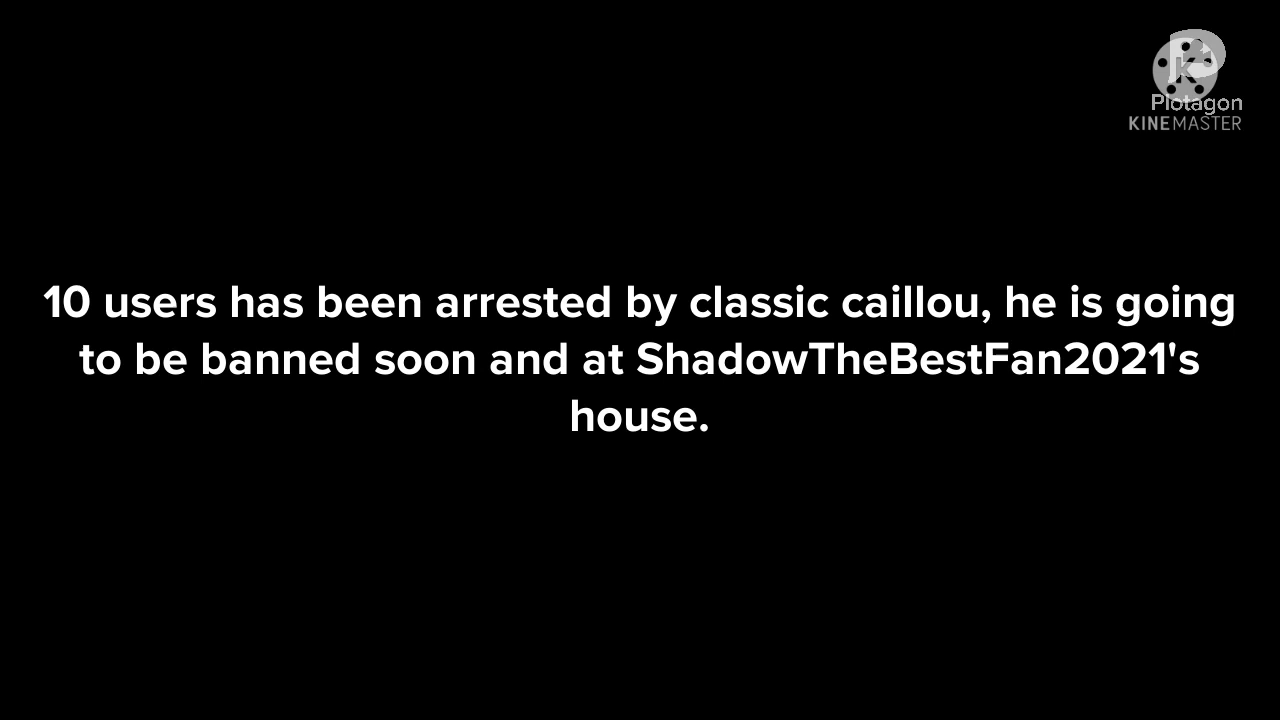 Plotagon
KINEMASTER
10 users has been arrested by classic caillou, he is going
to be banned soon and at ShadowTheBestFan2021's
house.